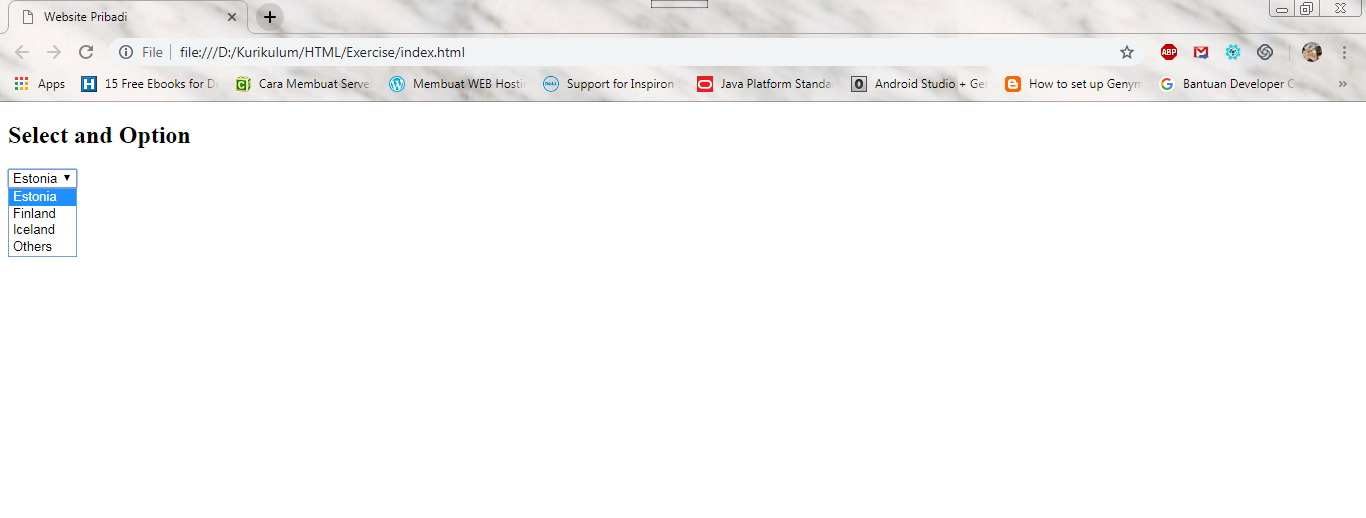 Website Pribadi
File file:///D:/Kurikulum/HTML/Exercise/index.html
ABP
Apps 15 Free Ebooks for D Cara Membuat Serve Membuat WEB Hosti Support for Inspiron Java Platform Standa Android Studio + Ge How to set up Genym Bantuan Developer C
Select and Option
Estonia
Estonia
Finland
Iceland
Others